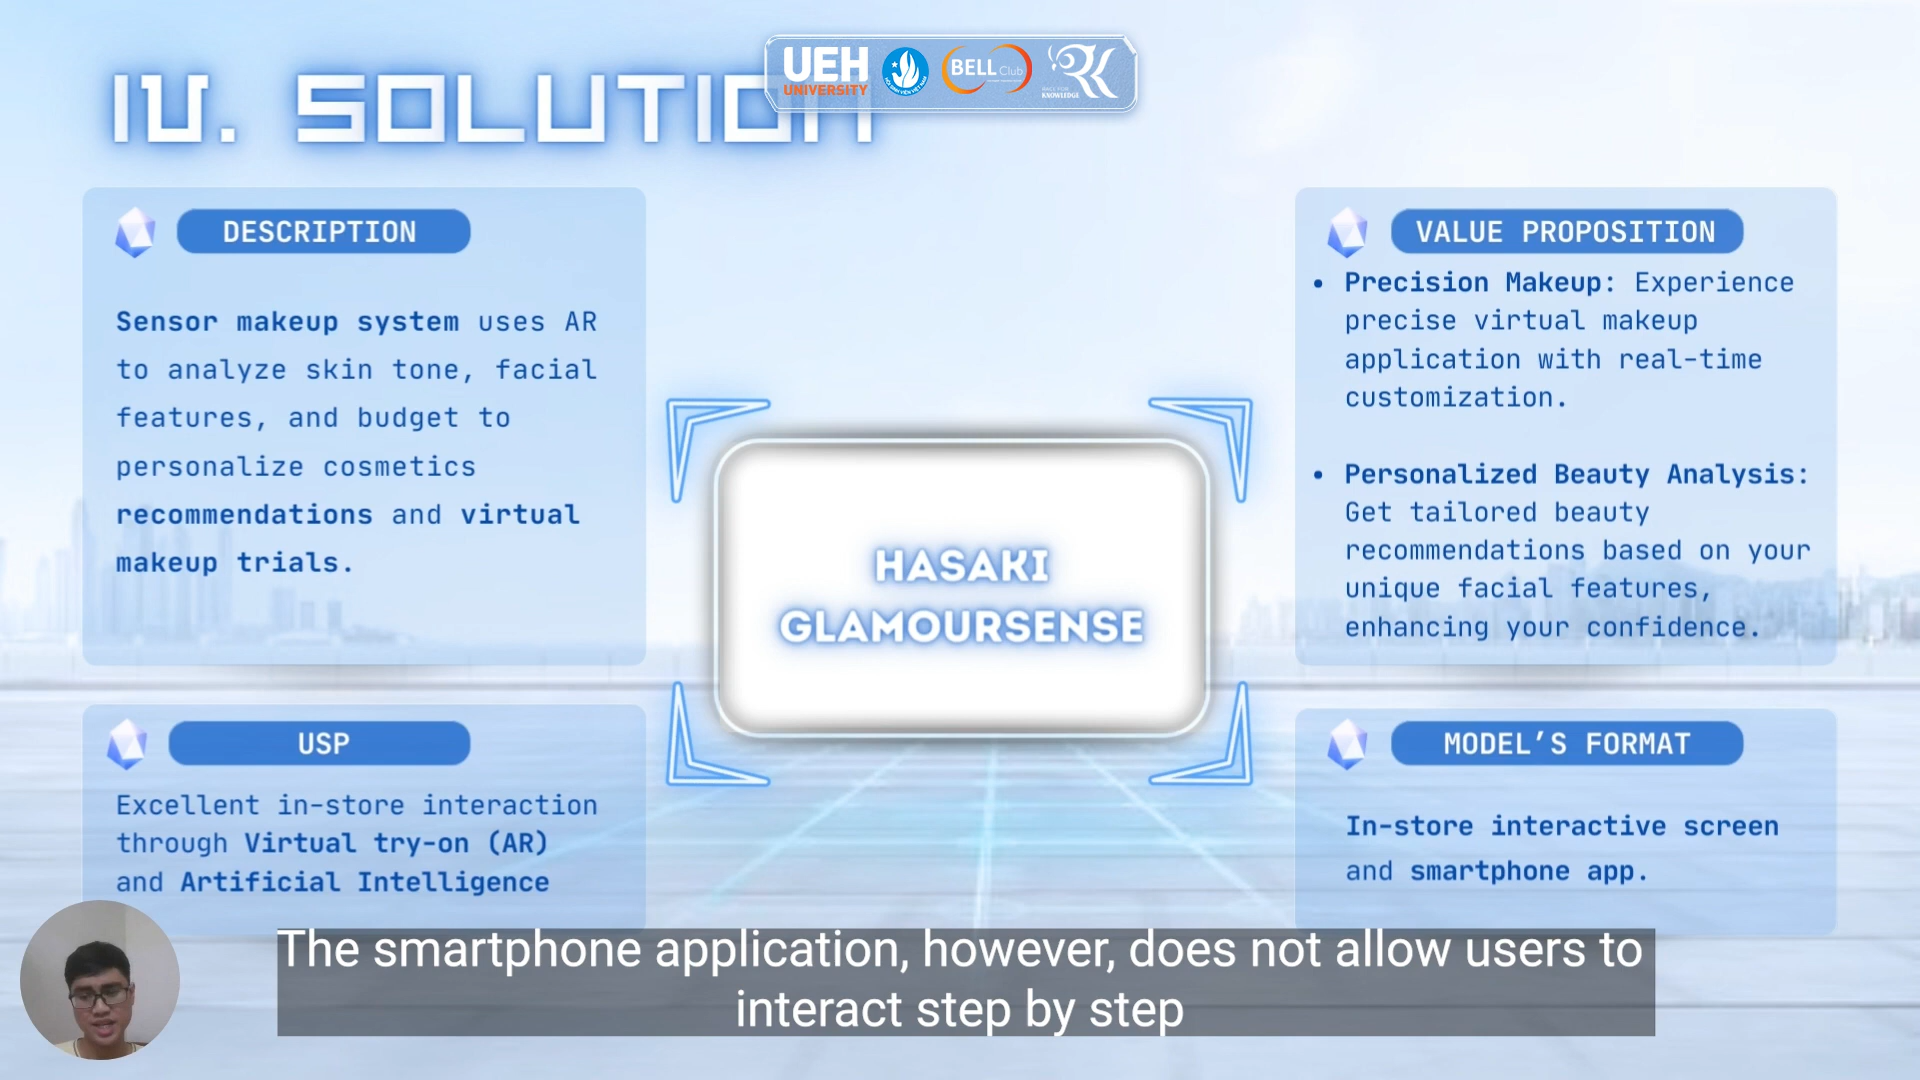 IV. SOLUTION
UEH
UNIVERSITY
BELL Club
RACE FOR
KNOWLEDGE
DESCRIPTION
Sensor makeup system uses AR
to analyze skin tone, facial
features, and budget to
personalize cosmetics
recommendations and virtual
makeup trials.
USP
Excellent in-store interaction
through Virtual try-on (AR)
and Artificial Intelligence
HASAKI
GLAMOURSENSE
VALUE PROPOSITION
• Precision Makeup: Experience
precise virtual makeup
application with real-time
customization.
• Personalized Beauty Analysis:
Get tailored beauty
recommendations based on your
unique facial features,
enhancing your confidence.
MODEL’S FORMAT
In-store interactive screen
and smartphone app.
The smartphone application, however, does not allow users to
interact step by step